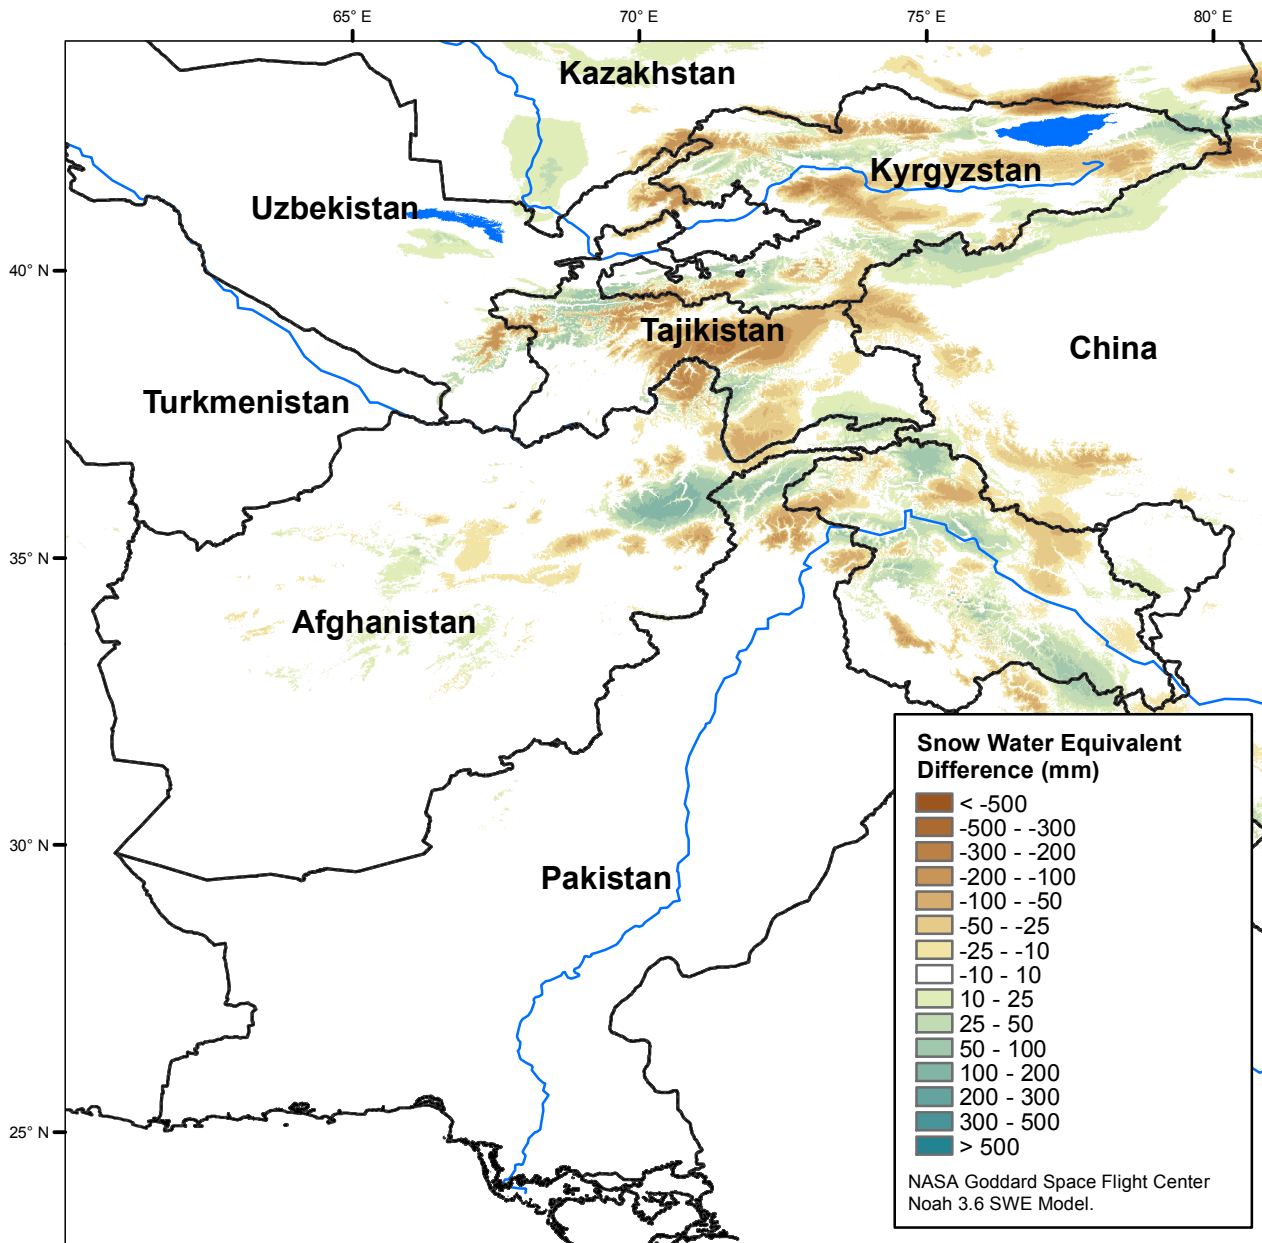 65° E
70° E
75° E
80° E
Kazakhstan
Kyrgyzstan
Uzbekistan
40° N
Tajikistan
China
Turkmenistan
35° N
Afghanistan
Snow Water Equivalent
Difference (mm)
< -500
-500 - -300
-300 - -200
-200 - -100
-100 - -50
-50 - -25
-25 - -10
-10 - 10
10 - 25
25 - 50
50 - 100
100 - 200
200 - 300
300 - 500
> 500
NASA Goddard Space Flight Center
Noah 3.6 SWE Model.
30° N
Pakistan
25° N